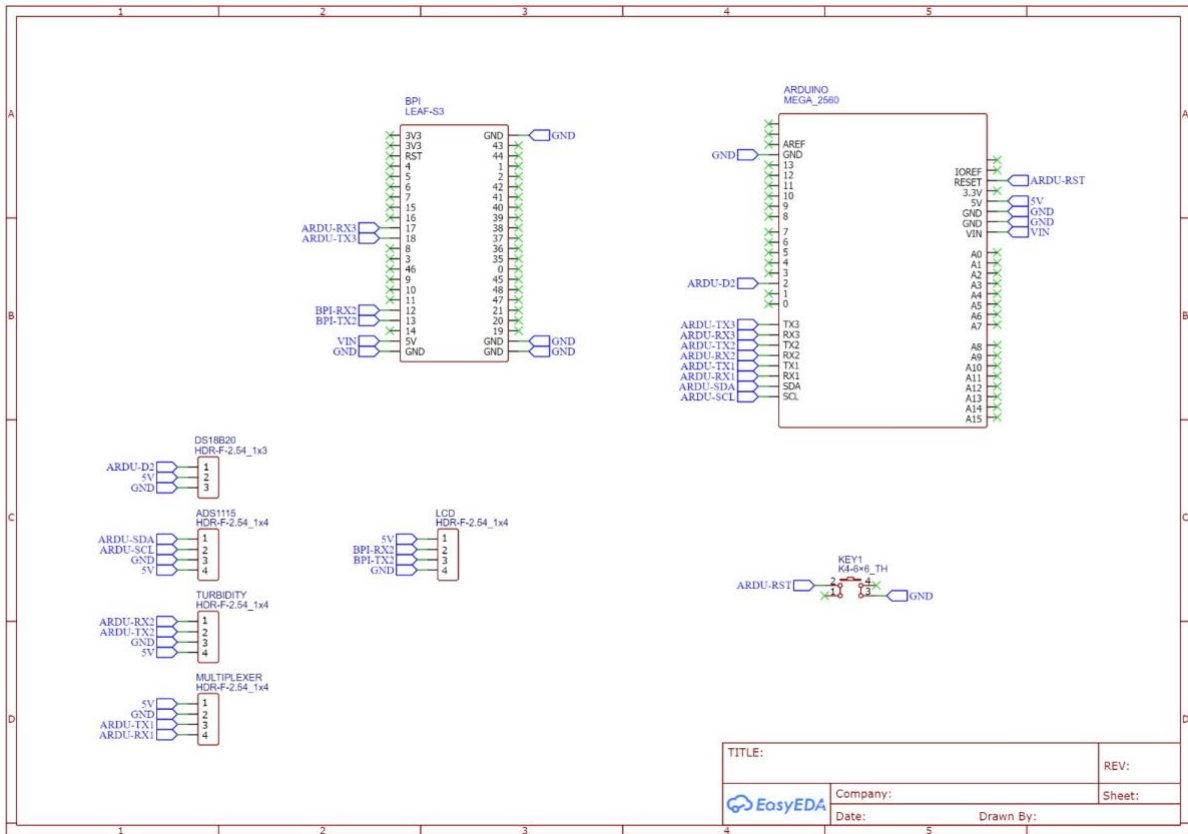 1 2 3 4 5
A A
B B
C C
D D
BPI
LEAF-S3
3V3 GND GND
3V3 43
RST 44
4 1
5 2
6 42
7 41
15 40
16 39
ARDU-RX3 17 38
ARDU-TX3 18 37
8 36
3 35
46 0
9 45
10 48
11 47
BPI-RX2 12 21
BPI-TX2 13 20
14 19
VIN 5V GND GND
GND GND GND GND
ARDUINO
MEGA_2560
AREF
GND GND
13
12
11
10
9
8
7
6
5
4
3
ARDU-D2 2
1
0
ARDU-TX3 TX3
ARDU-RX3 RX3
ARDU-TX2 TX2
ARDU-RX2 RX2
ARDU-TX1 TX1
ARDU-RX1 RX1
ARDU-SDA SDA
ARDU-SCL SCL
IOREF
RESET ARDU-RST
3.3V
5V 5V
GND GND
GND GND
VIN VIN
A0
A1
A2
A3
A4
A5
A6
A7
A8
A9
A10
A11
A12
A13
A14
A15
DS18B20
HDR-F-2.54_1x3
ARDU-D2 1
5V 2
GND 3
ADS1115
HDR-F-2.54_1x4
ARDU-SDA 1
ARDU-SCL 2
GND 3
5V 4
LCD
HDR-F-2.54_1x4
5V 1
BPI-RX2 2
BPI-TX2 3
GND 4
TURBIDITY
HDR-F-2.54_1x4
ARDU-RX2 1
ARDU-TX2 2
GND 3
5V 4
MULTIPLEXER
HDR-F-2.54_1x4
5V 1
GND 2
ARDU-TX1 3
ARDU-RX1 4
KEY1
K4-6×6_TH
ARDU-RST 2 4
1 3 GND
TITLE:
REV:
EasyEDA
Company:
Sheet:
Date: Drawn By:
1 2 3 4 5